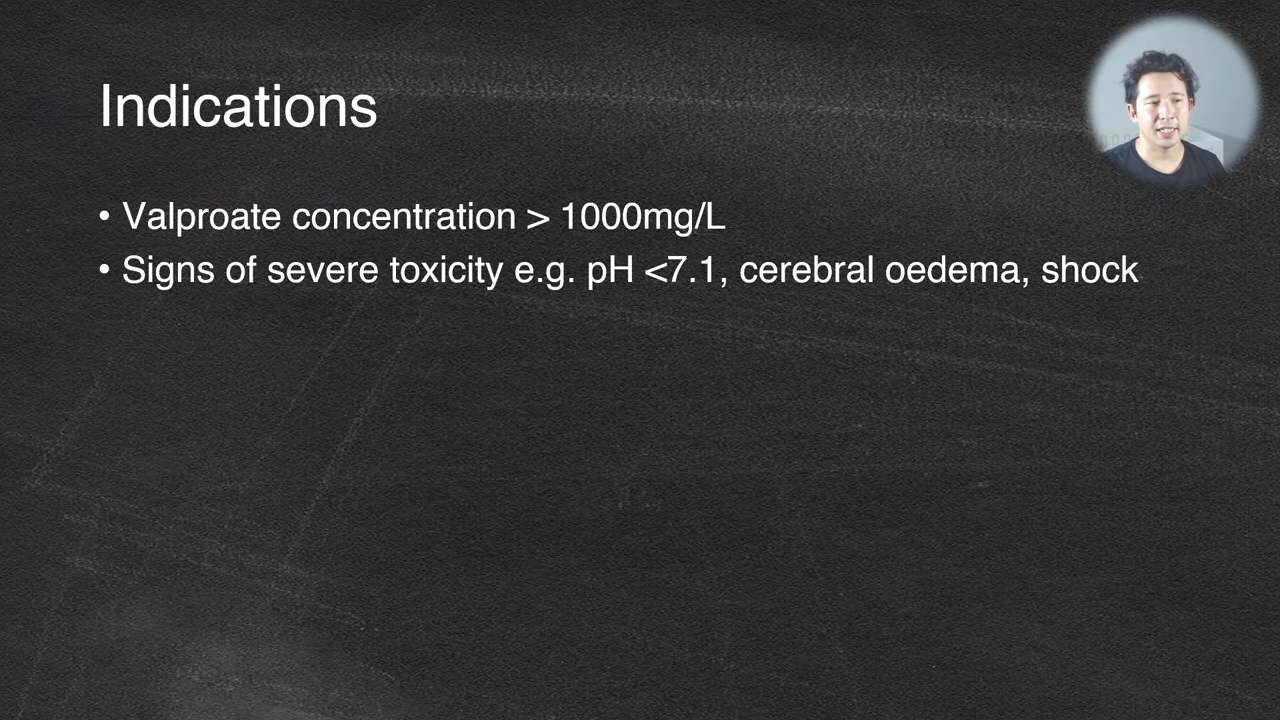 Indications
• Valproate concentration > 1000mg/L
• Signs of severe toxicity e.g. pH <7.1, cerebral oedema, shock